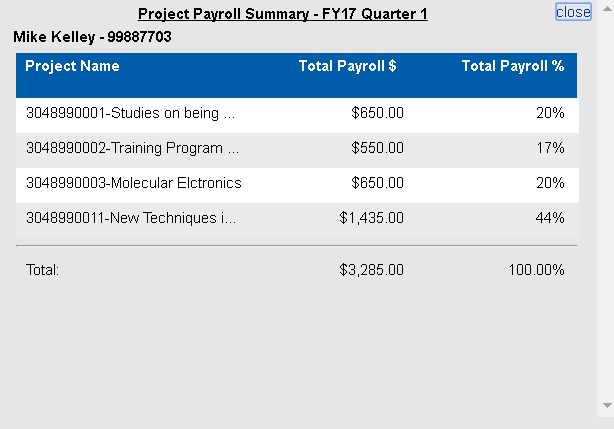 Project Payroll Summary - FY17 Quarter 1
close
Mike Kelley - 99887703
Project Name Total Payroll $ Total Payroll %
3048990001-Studies on being ... $650.00 20%
3048990002-Training Program ... $550.00 17%
3048990003-Molecular Elctronics $650.00 20%
3048990011-New Techniques i... $1,435.00 44%
Total: $3,285.00 100.00%